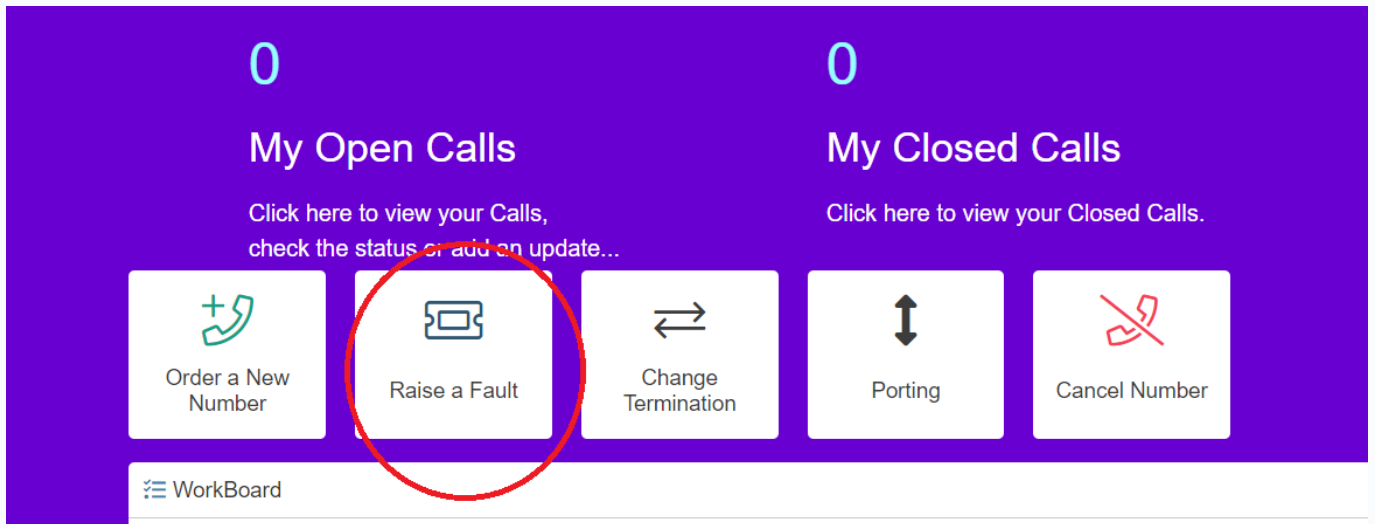 0
My Open Calls
Click here to view your Calls,
check the status or add an update...
0
My Closed Calls
Click here to view your Closed Calls.
Order a New
Number
Raise a Fault
Change
Termination
Porting
Cancel Number
WorkBoard